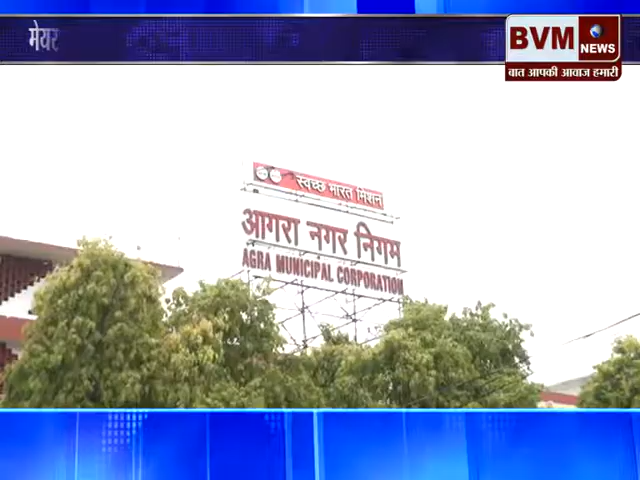 मेयर
BVM
NEWS
बात आपकी आवाज हमारी
स्वच्छ भारत मिशन
आगरा नगर निगम
AGRA MUNICIPAL CORPORATION